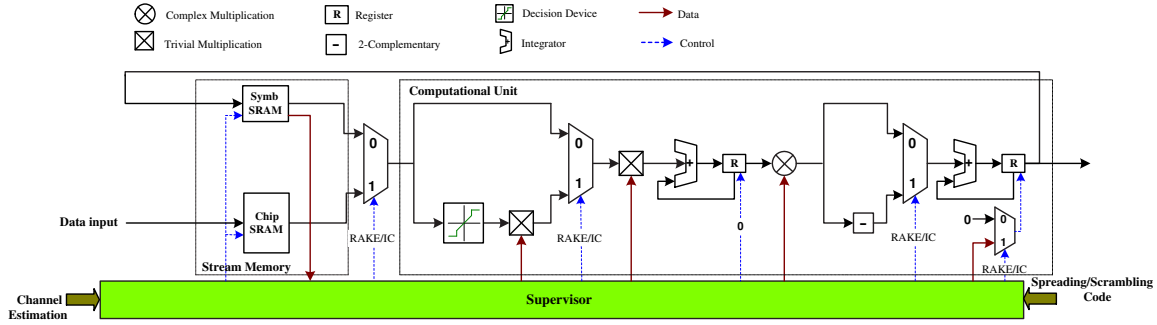 Complex Multiplication
R
Register
Decision Device
Data
Trivial Multiplication
-
2-Complementary
+
Integrator
Control
Symb
SRAM
Computational Unit
0
1
0
1
+
R
0
1
+
R
Data input
Chip
SRAM
-
RAKE/IC
RAKE/IC
0
RAKE/IC
0
0
1
RAKE/IC
Stream Memory
Channel
Estimation
Supervisor
Spreading/Scrambling
Code